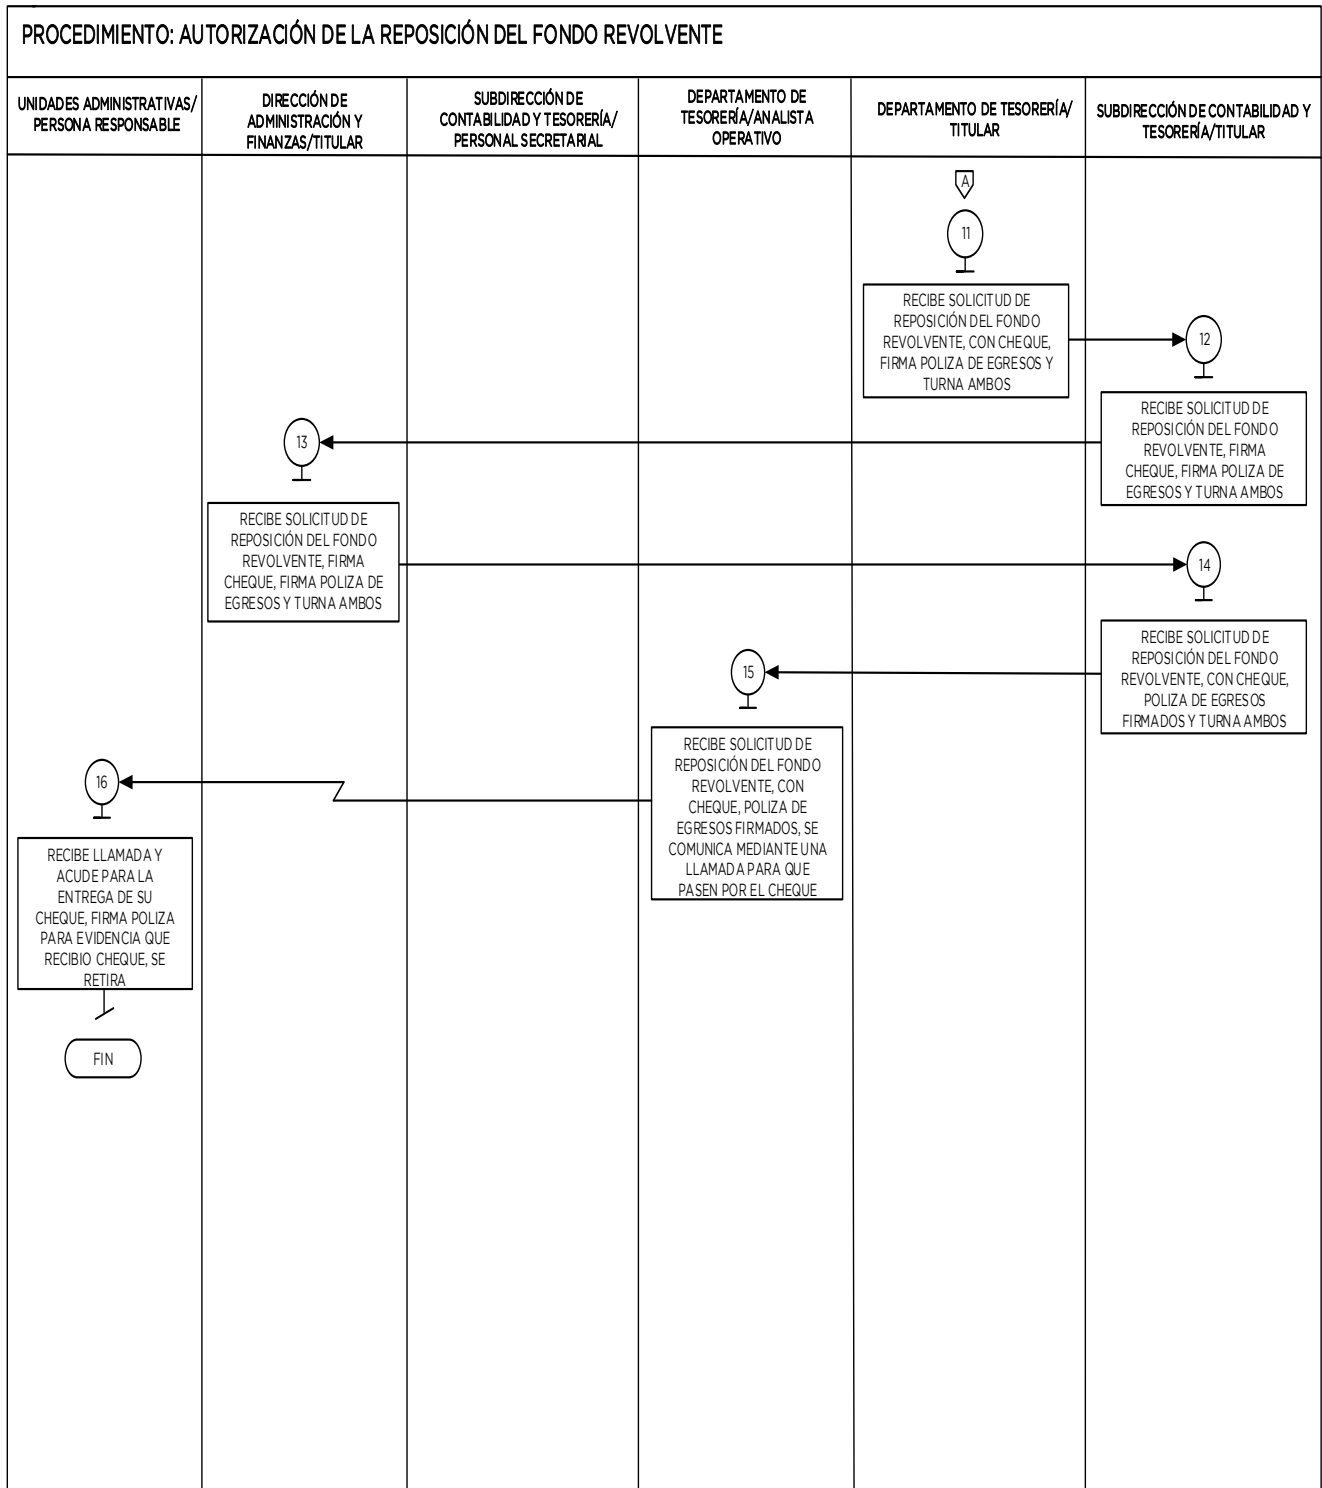 PROCEDIMIENTO: AUTORIZACIÓN DE LA REPOSICIÓN DEL FONDO REVOLVENTE
UNIDADES ADMINISTRATIVAS/
PERSONA RESPONSABLE
DIRECCIÓN DE
ADMINISTRACIÓN Y
FINANZAS/TITULAR
SUBDIRECCIÓN DE
CONTABILIDAD Y TESORERÍA/
PERSONAL SECRETARIAL
DEPARTAMENTO DE
TESORERÍA/ANALISTA
OPERATIVO
DEPARTAMENTO DE TESORERÍA/
TITULAR
SUBDIRECCIÓN DE CONTABILIDAD Y
TESORERÍA/TITULAR
A
11
RECIBE SOLICITUD DE
REPOSICIÓN DEL FONDO
REVOLVENTE, CON CHEQUE,
FIRMA POLIZA DE EGRESOS Y
TURNA AMBOS
12
RECIBE SOLICITUD DE
REPOSICIÓN DEL FONDO
REVOLVENTE, FIRMA
CHEQUE, FIRMA POLIZA DE
EGRESOS Y TURNA AMBOS
13
RECIBE SOLICITUD DE
REPOSICIÓN DEL FONDO
REVOLVENTE, FIRMA
CHEQUE, FIRMA POLIZA DE
EGRESOS Y TURNA AMBOS
14
RECIBE SOLICITUD DE
REPOSICIÓN DEL FONDO
REVOLVENTE, CON CHEQUE,
POLIZA DE EGRESOS
FIRMADOS Y TURNA AMBOS
15
RECIBE SOLICITUD DE
REPOSICIÓN DEL FONDO
REVOLVENTE, CON
CHEQUE, POLIZA DE
EGRESOS FIRMADOS, SE
COMUNICA MEDIANTE UNA
LLAMADA PARA QUE
PASEN POR EL CHEQUE
16
RECIBE LLAMADA Y
ACUDE PARA LA
ENTREGA DE SU
CHEQUE, FIRMA POLIZA
PARA EVIDENCIA QUE
RECIBIO CHEQUE, SE
RETIRA
FIN